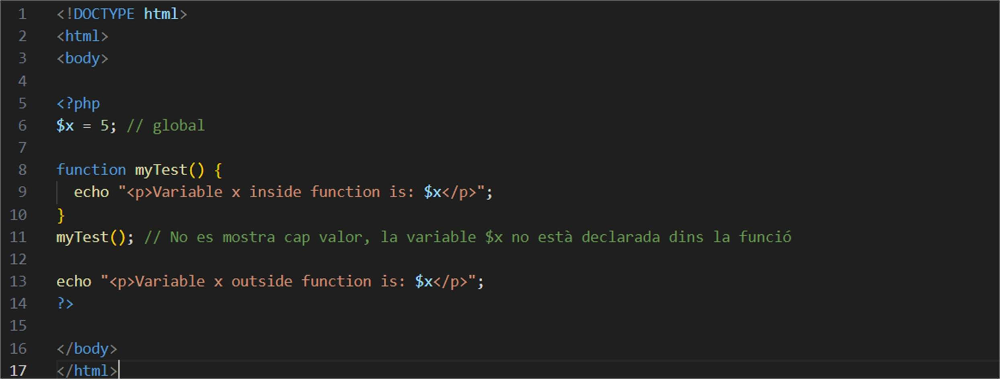 1 <!DOCTYPE html>
2 <html>
3 <body>
4
5 <?php
6 $x = 5; // global
7
8 function myTest() {
9   echo "<p>Variable x inside function is: $x</p>";
10 }
11 myTest(); // No es mostra cap valor, la variable $x no està declarada dins la funció
12
13 echo "<p>Variable x outside function is: $x</p>";
14 ?>
15
16 </body>
17 </html>